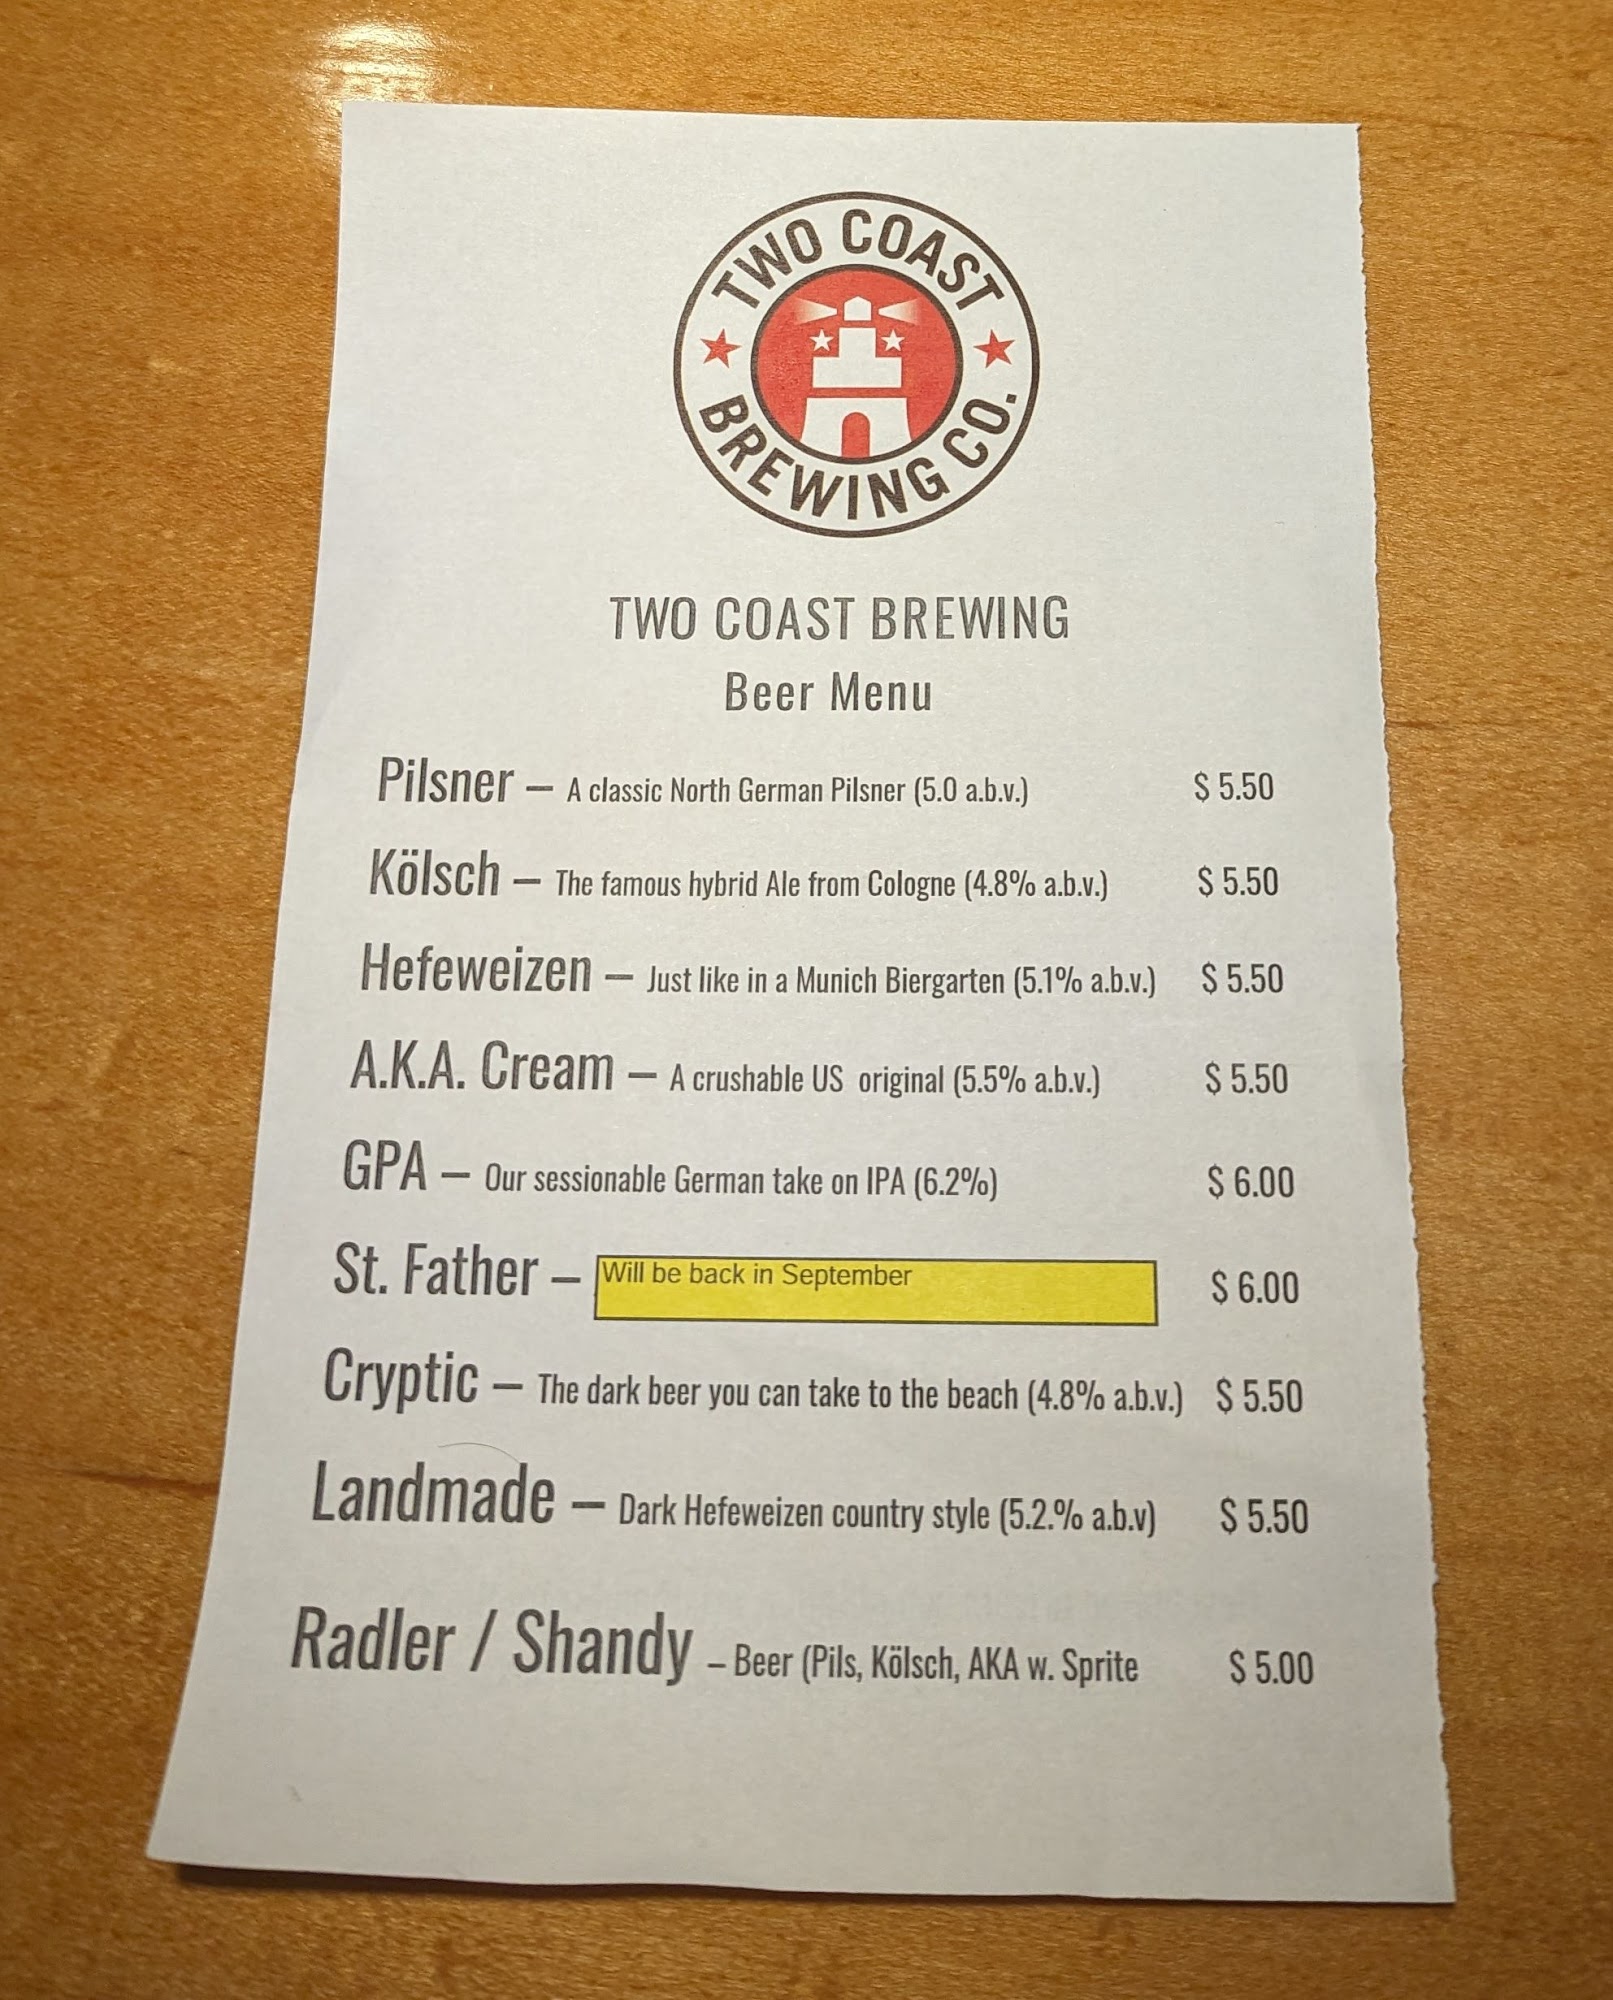 TWO COAST
BREWING CO.
TWO COAST BREWING
Beer Menu
Pilsner – A classic North German Pilsner (5.0 a.b.v.) $ 5.50
Kölsch – The famous hybrid Ale from Cologne (4.8% a.b.v.) $ 5.50
Hefeweizen – Just like in a Munich Biergarten (5.1% a.b.v.) $ 5.50
A.K.A. Cream – A crushable US original (5.5% a.b.v.) $ 5.50
GPA – Our sessionable German take on IPA (6.2%) $ 6.00
St. Father – Will be back in September $ 6.00
Cryptic – The dark beer you can take to the beach (4.8% a.b.v.) $ 5.50
Landmade – Dark Hefeweizen country style (5.2.% a.b.v) $ 5.50
Radler / Shandy – Beer (Pils, Kölsch, AKA w. Sprite $ 5.00